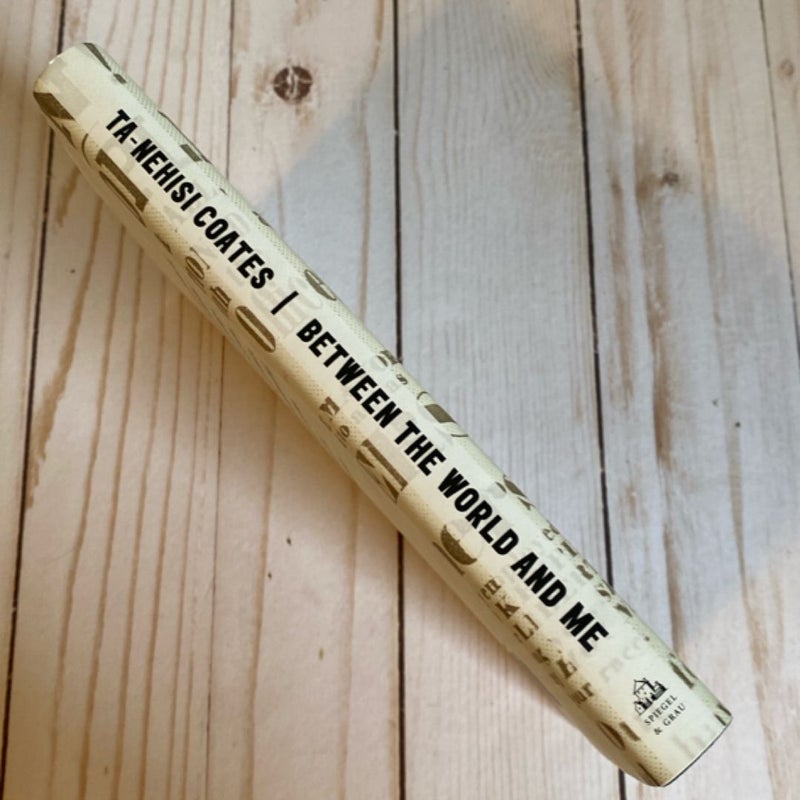 TA-NEHISI COATES | BETWEEN THE WORLD AND ME
SPIEGEL
& GRAU